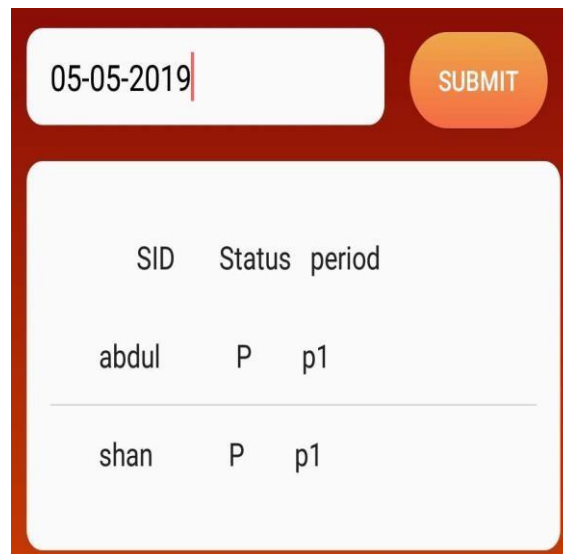 05-05-2019 SUBMIT
SID Status period
abdul P p1
shan P p1